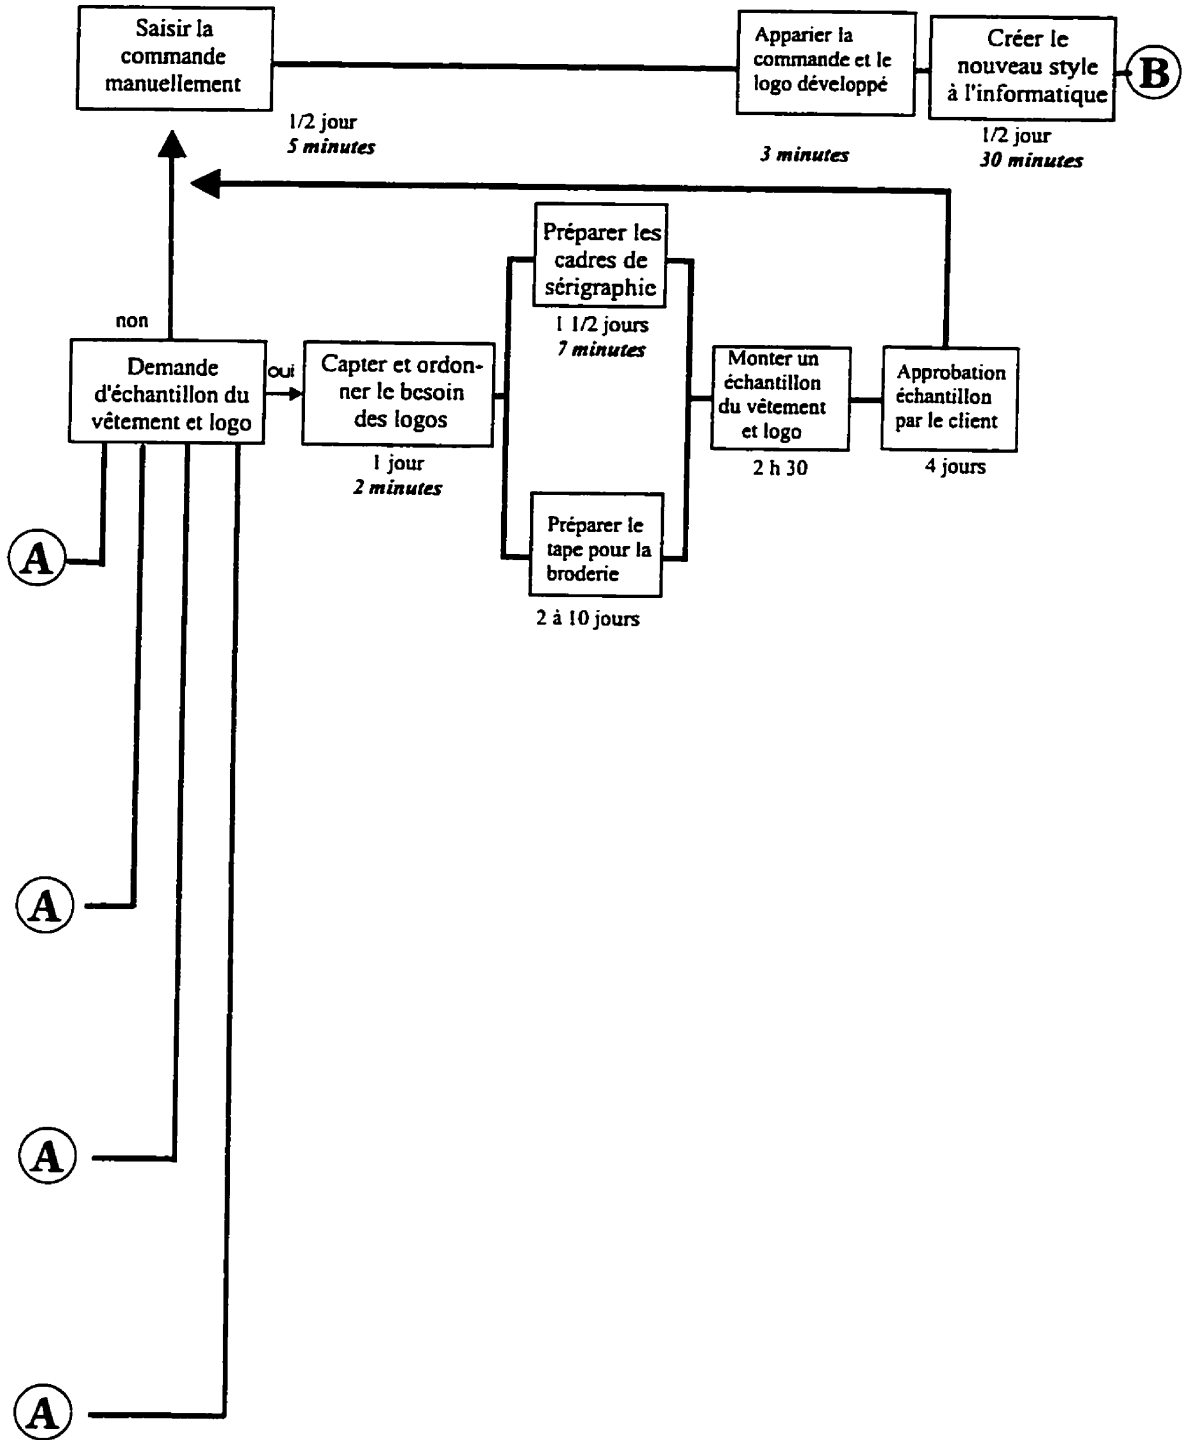 Saisir la
commande
manuellement
Apparier la
commande et le
logo développé
Créer le
nouveau style
à l'informatique
B
1/2 jour
5 minutes
3 minutes
1/2 jour
30 minutes
Préparer les
cadres de
sérigraphie
1 1/2 jours
7 minutes
non
Demande
d'échantillon du
vêtement et logo
oui
Capter et ordon-
ner le besoin
des logos
1 jour
2 minutes
Monter un
échantillon
du vêtement
et logo
2 h 30
Approbation
échantillon
par le client
4 jours
Préparer le
tape pour la
broderie
2 à 10 jours
A
A
A
A